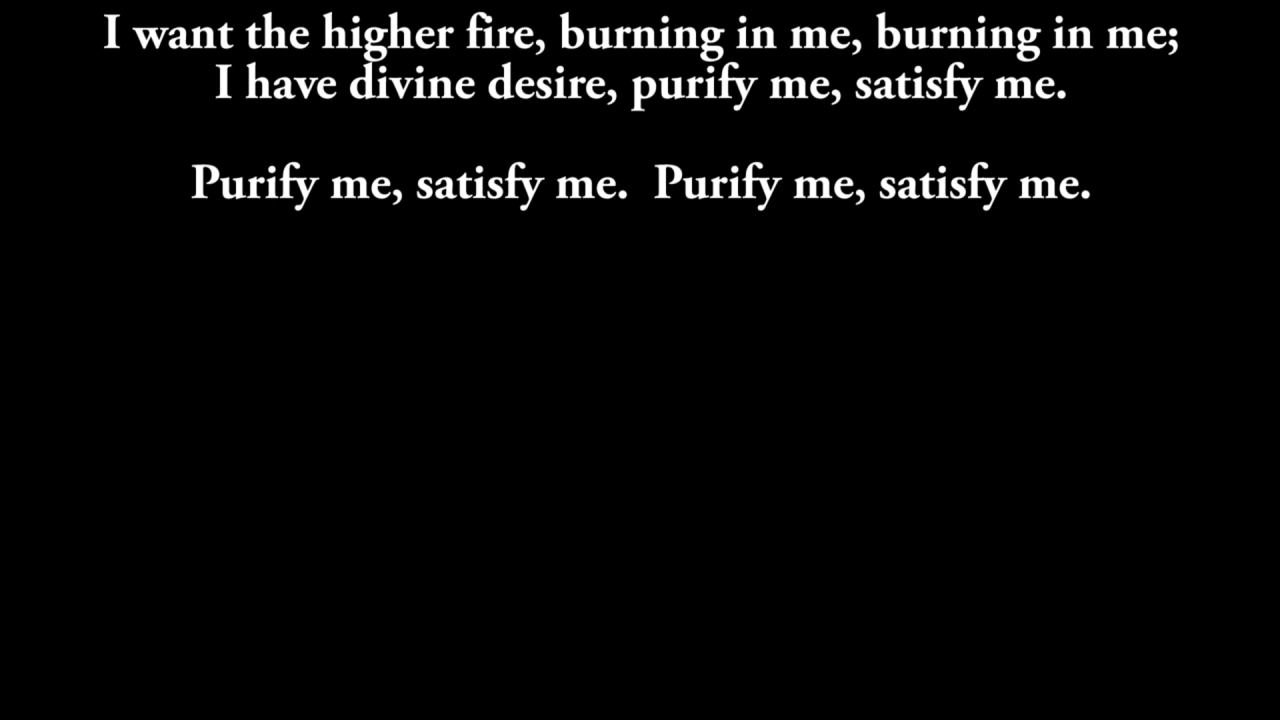 I want the higher fire, burning in me, burning in me;
I have divine desire, purify me, satisfy me.
Purify me, satisfy me.  Purify me, satisfy me.